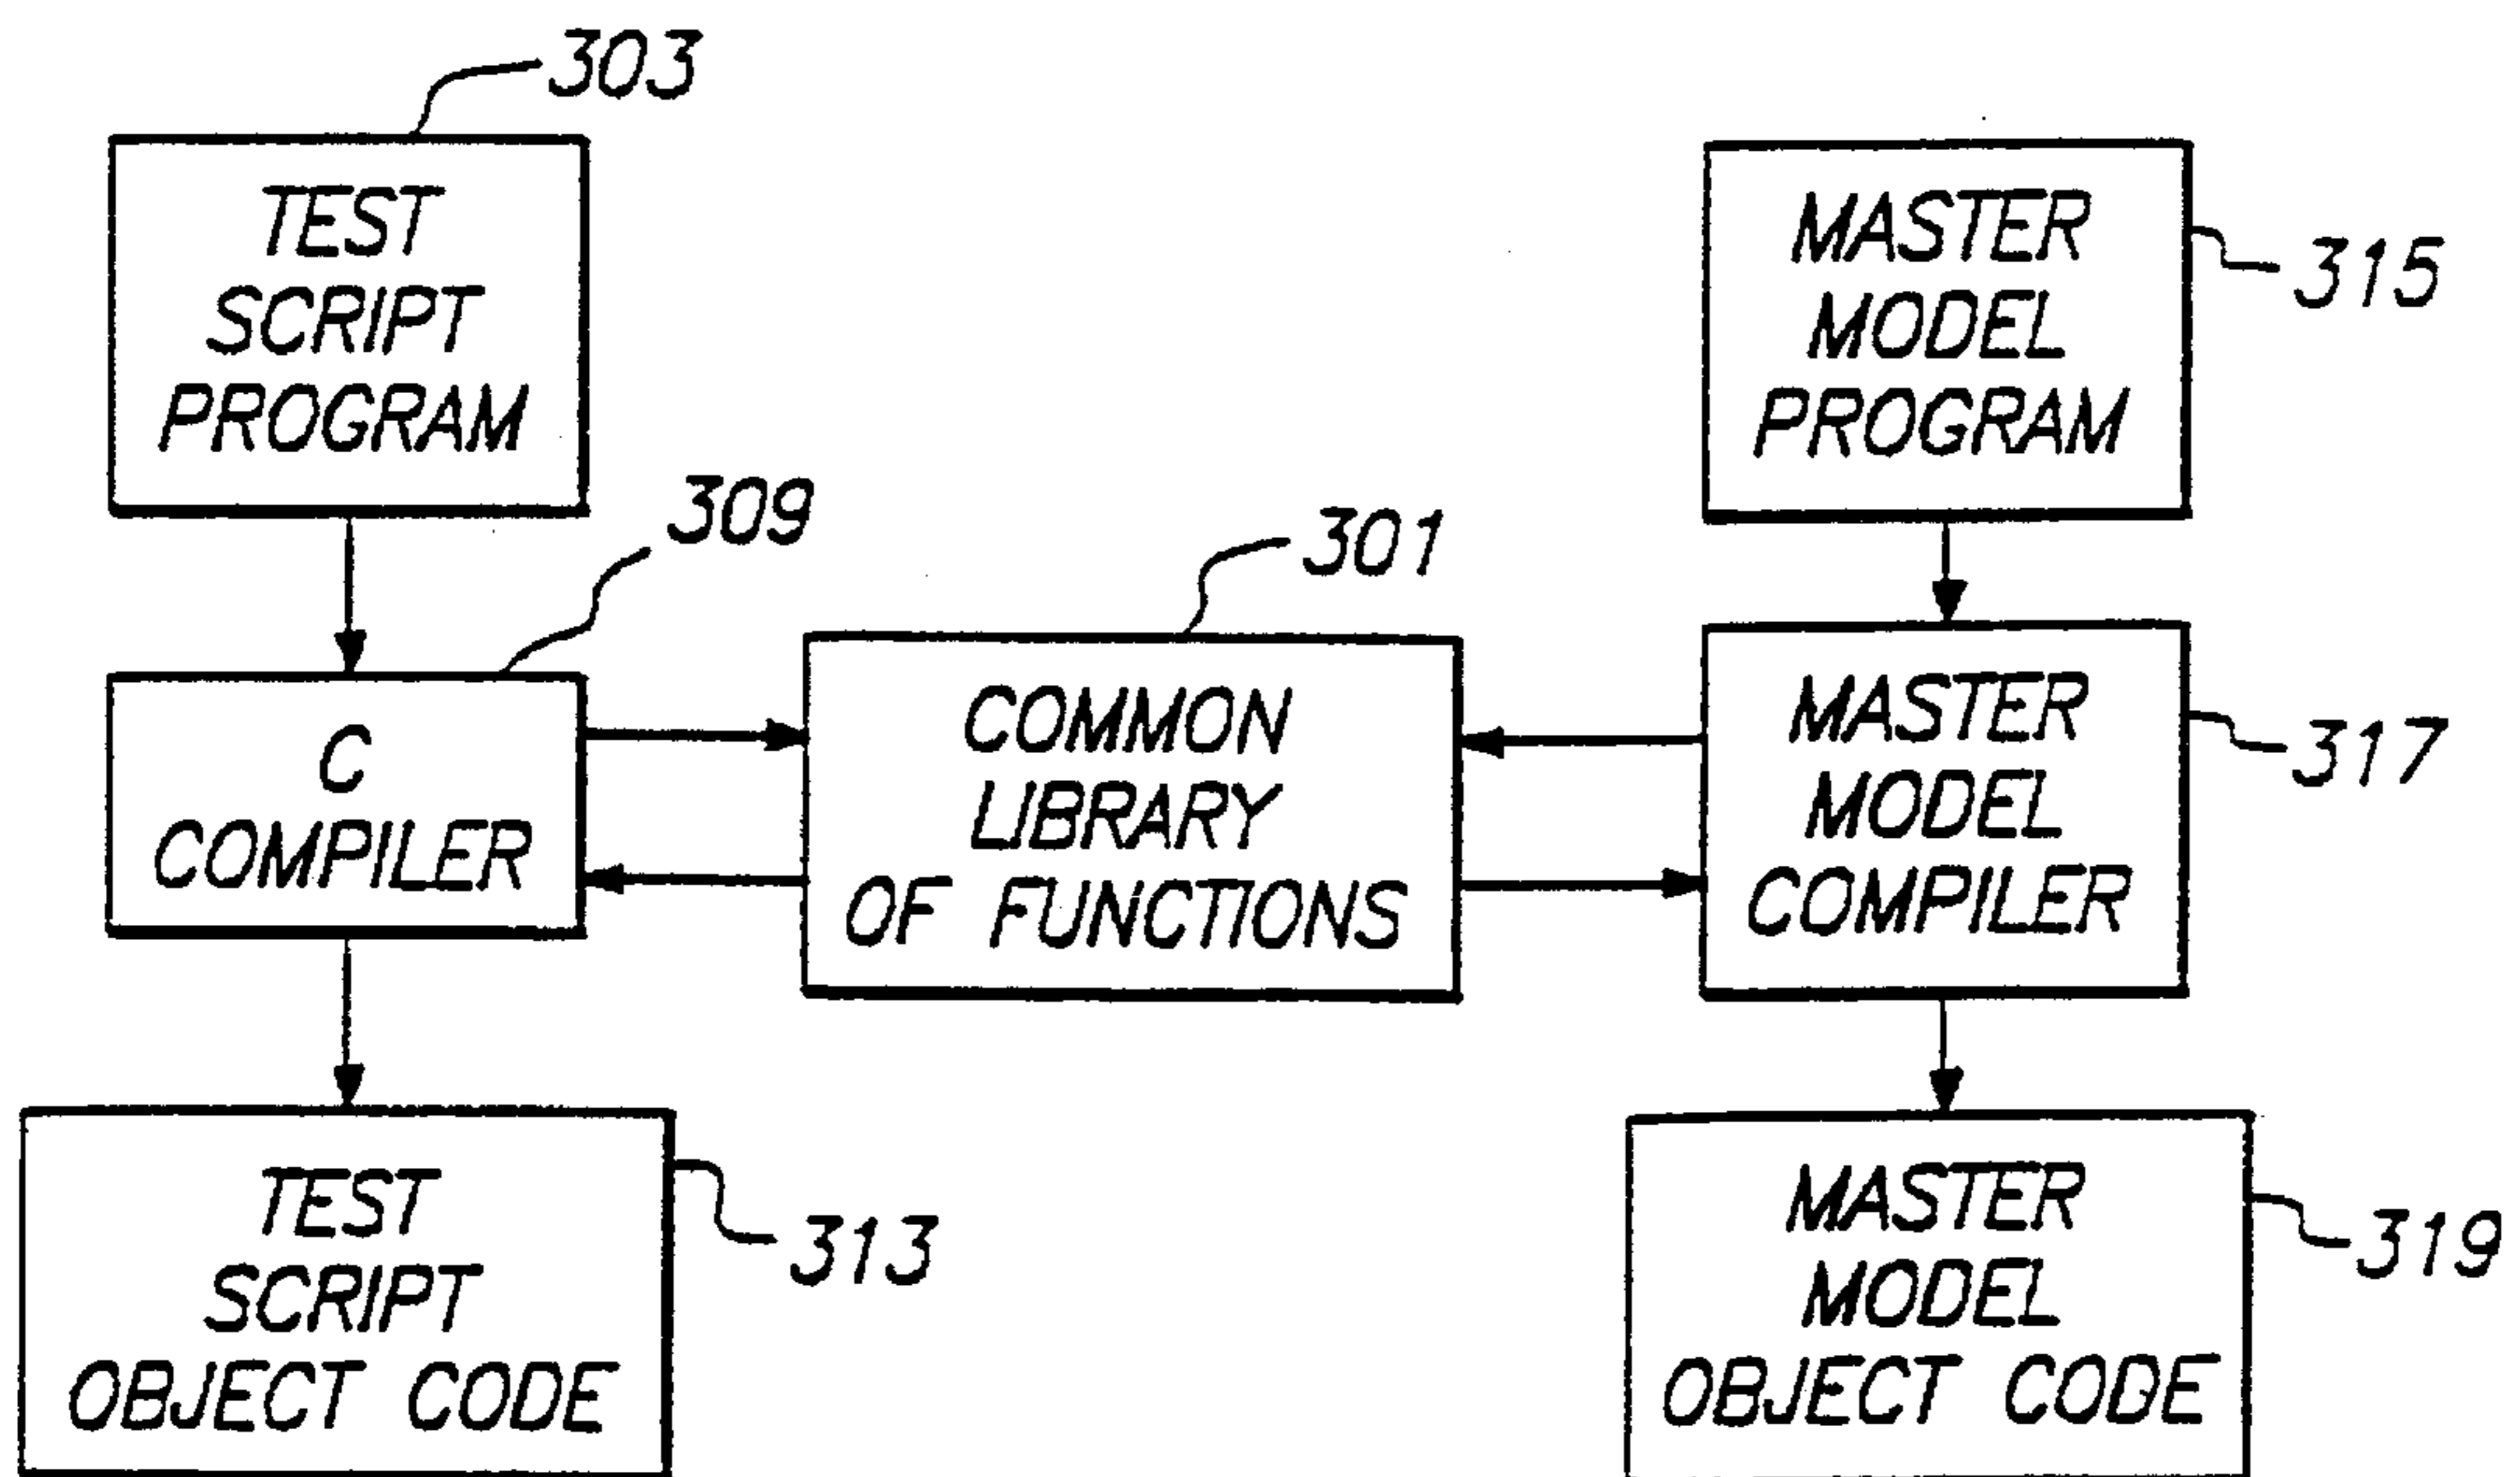 303
TEST
SCRIPT
PROGRAM
MASTER
MODEL
PROGRAM
315
309
301
C
COMPILER
COMMON
LIBRARY
OF FUNCTIONS
MASTER
MODEL
COMPILER
317
TEST
SCRIPT
OBJECT CODE
313
MASTER
MODEL
OBJECT CODE
319